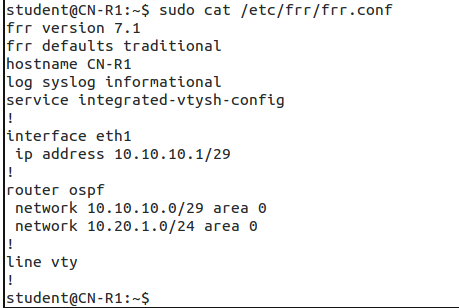 student@CN-R1:~$ sudo cat /etc/frr/frr.conf
frr version 7.1
frr defaults traditional
hostname CN-R1
log syslog informational
service integrated-vtysh-config
!
interface eth1
 ip address 10.10.10.1/29
!
router ospf
 network 10.10.10.0/29 area 0
 network 10.20.1.0/24 area 0
!
line vty
!
student@CN-R1:~$